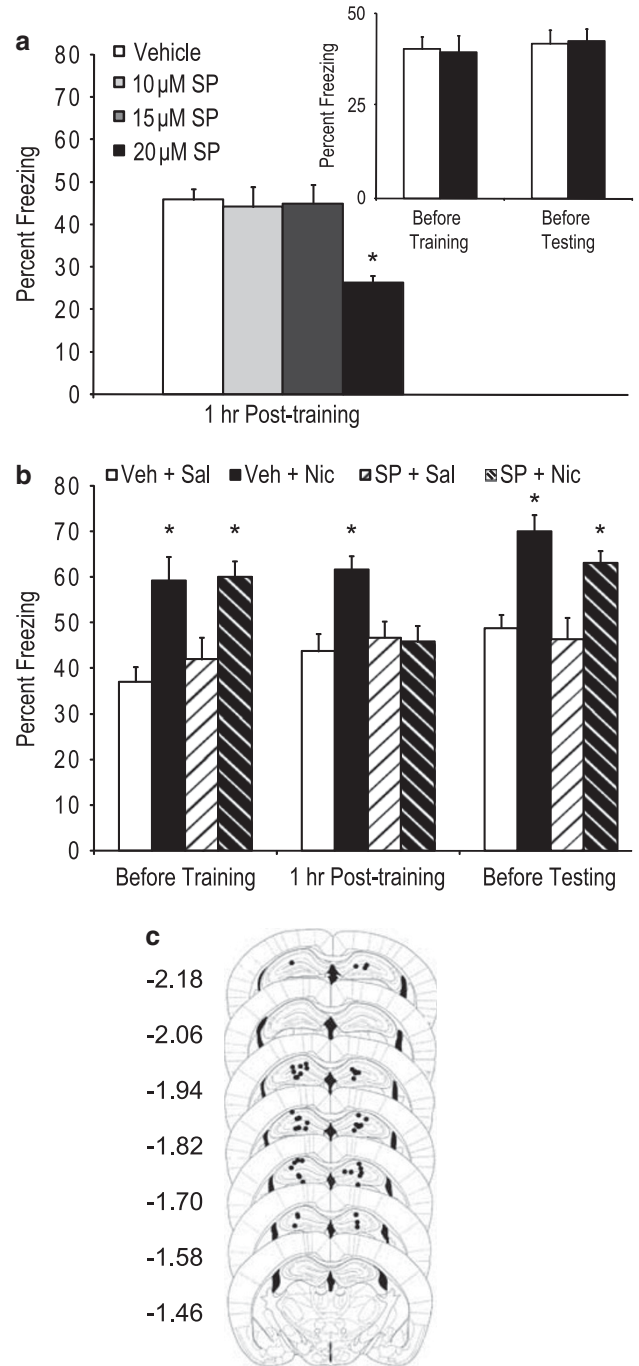 a
Percent Freezing
80
70
60
50
40
30
20
10
0
Vehicle
10 µM SP
15 µM SP
20 µM SP
*
1 hr Post-training
Percent Freezing
50
25
0
Before Training
Before Testing
b
Veh + Sal
Veh + Nic
SP + Sal
SP + Nic
Percent Freezing
80
70
60
50
40
30
20
10
0
*
*
*
*
*
Before Training
1 hr Post-training
Before Testing
c
-2.18
-2.06
-1.94
-1.82
-1.70
-1.58
-1.46